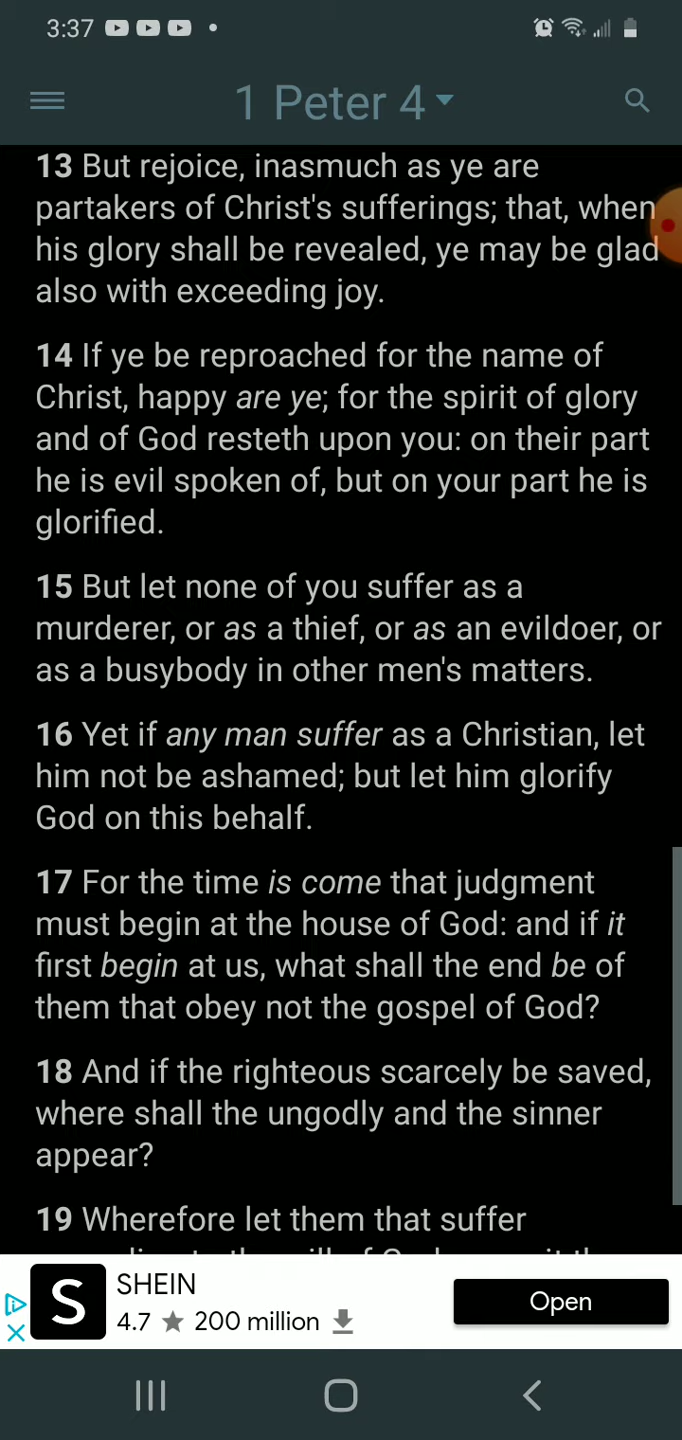 3:37
1 Peter 4
13 But rejoice, inasmuch as ye are
partakers of Christ's sufferings; that, when
his glory shall be revealed, ye may be glad
also with exceeding joy.
14 If ye be reproached for the name of
Christ, happy are ye; for the spirit of glory
and of God resteth upon you: on their part
he is evil spoken of, but on your part he is
glorified.
15 But let none of you suffer as a
murderer, or as a thief, or as an evildoer, or
as a busybody in other men's matters.
16 Yet if any man suffer as a Christian, let
him not be ashamed; but let him glorify
God on this behalf.
17 For the time is come that judgment
must begin at the house of God: and if it
first begin at us, what shall the end be of
them that obey not the gospel of God?
18 And if the righteous scarcely be saved,
where shall the ungodly and the sinner
appear?
19 Wherefore let them that suffer
S
SHEIN
4.7 ★ 200 million
Open